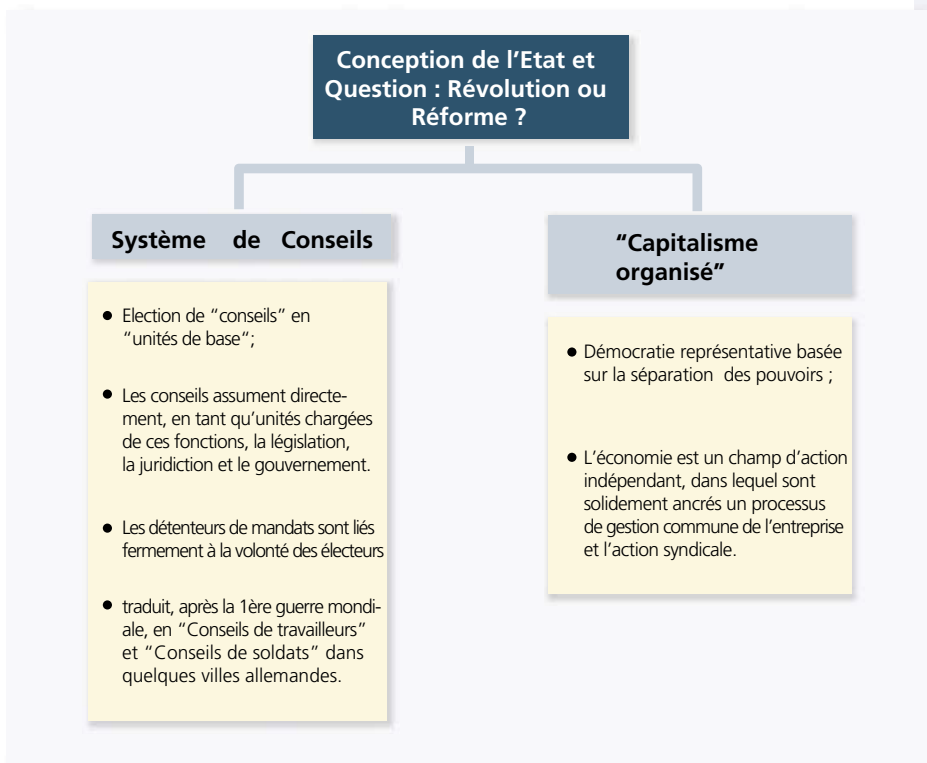 Conception de l’Etat et
Question : Révolution ou
Réforme ?
Système de Conseils
Election de “conseils” en
“unités de base“;
Les conseils assument directe-
ment, en tant qu’unités chargées
de ces fonctions, la législation,
la juridiction et le gouvernement.
Les détenteurs de mandats sont liés
fermement à la volonté des électeurs
traduit, après la 1ère guerre mondi-
ale, en “Conseils de travailleurs”
et “Conseils de soldats” dans
quelques villes allemandes.
“Capitalisme
organisé”
Démocratie représentative basée
sur la séparation des pouvoirs ;
L’économie est un champ d’action
indépendant, dans lequel sont
solidement ancrés un processus
de gestion commune de l’entreprise
et l’action syndicale.